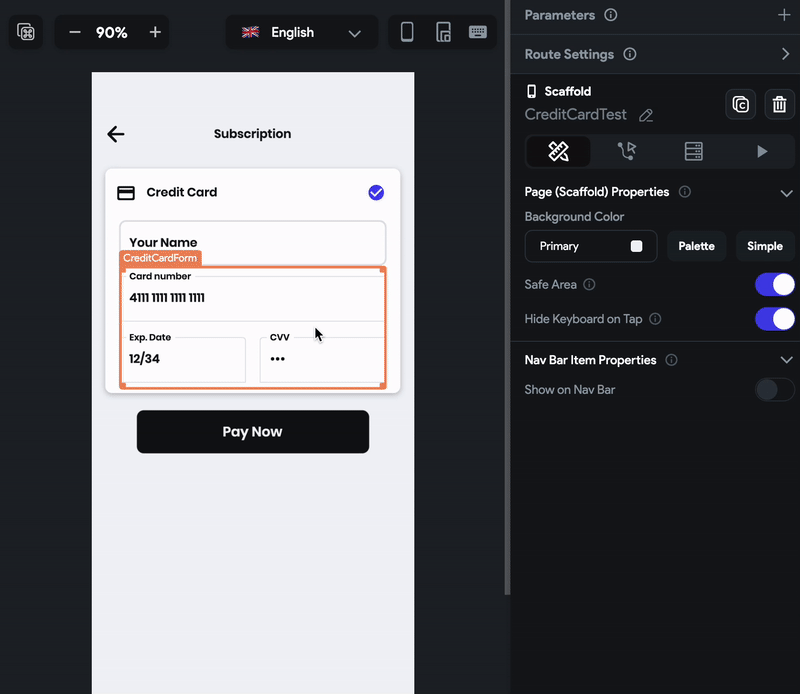 90%
English
Subscription
Credit Card
Your Name
CreditCardForm
Card number
4111 1111 1111 1111
Exp. Date
CVV
12/34
•••
Pay Now
Parameters
Route Settings
Scaffold
CreditCardTest
Page (Scaffold) Properties
Background Color
Primary
Palette
Simple
Safe Area
Hide Keyboard on Tap
Nav Bar Item Properties
Show on Nav Bar